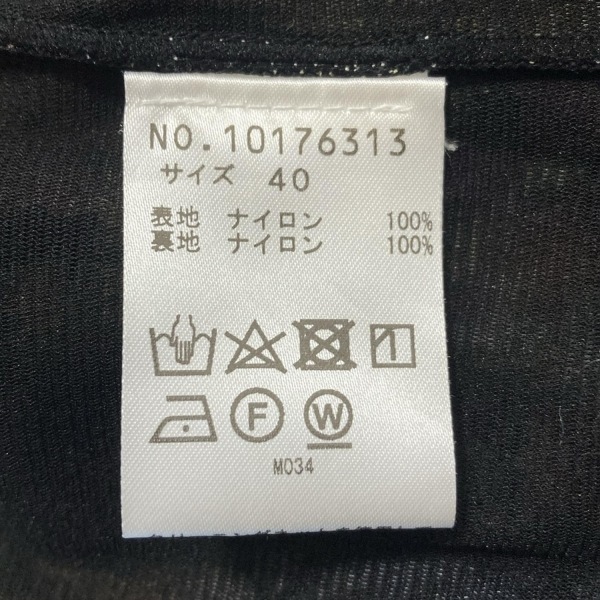 NO.10176313
サイズ 40
表地 ナイロン 100%
裏地 ナイロン 100%
F W
M034